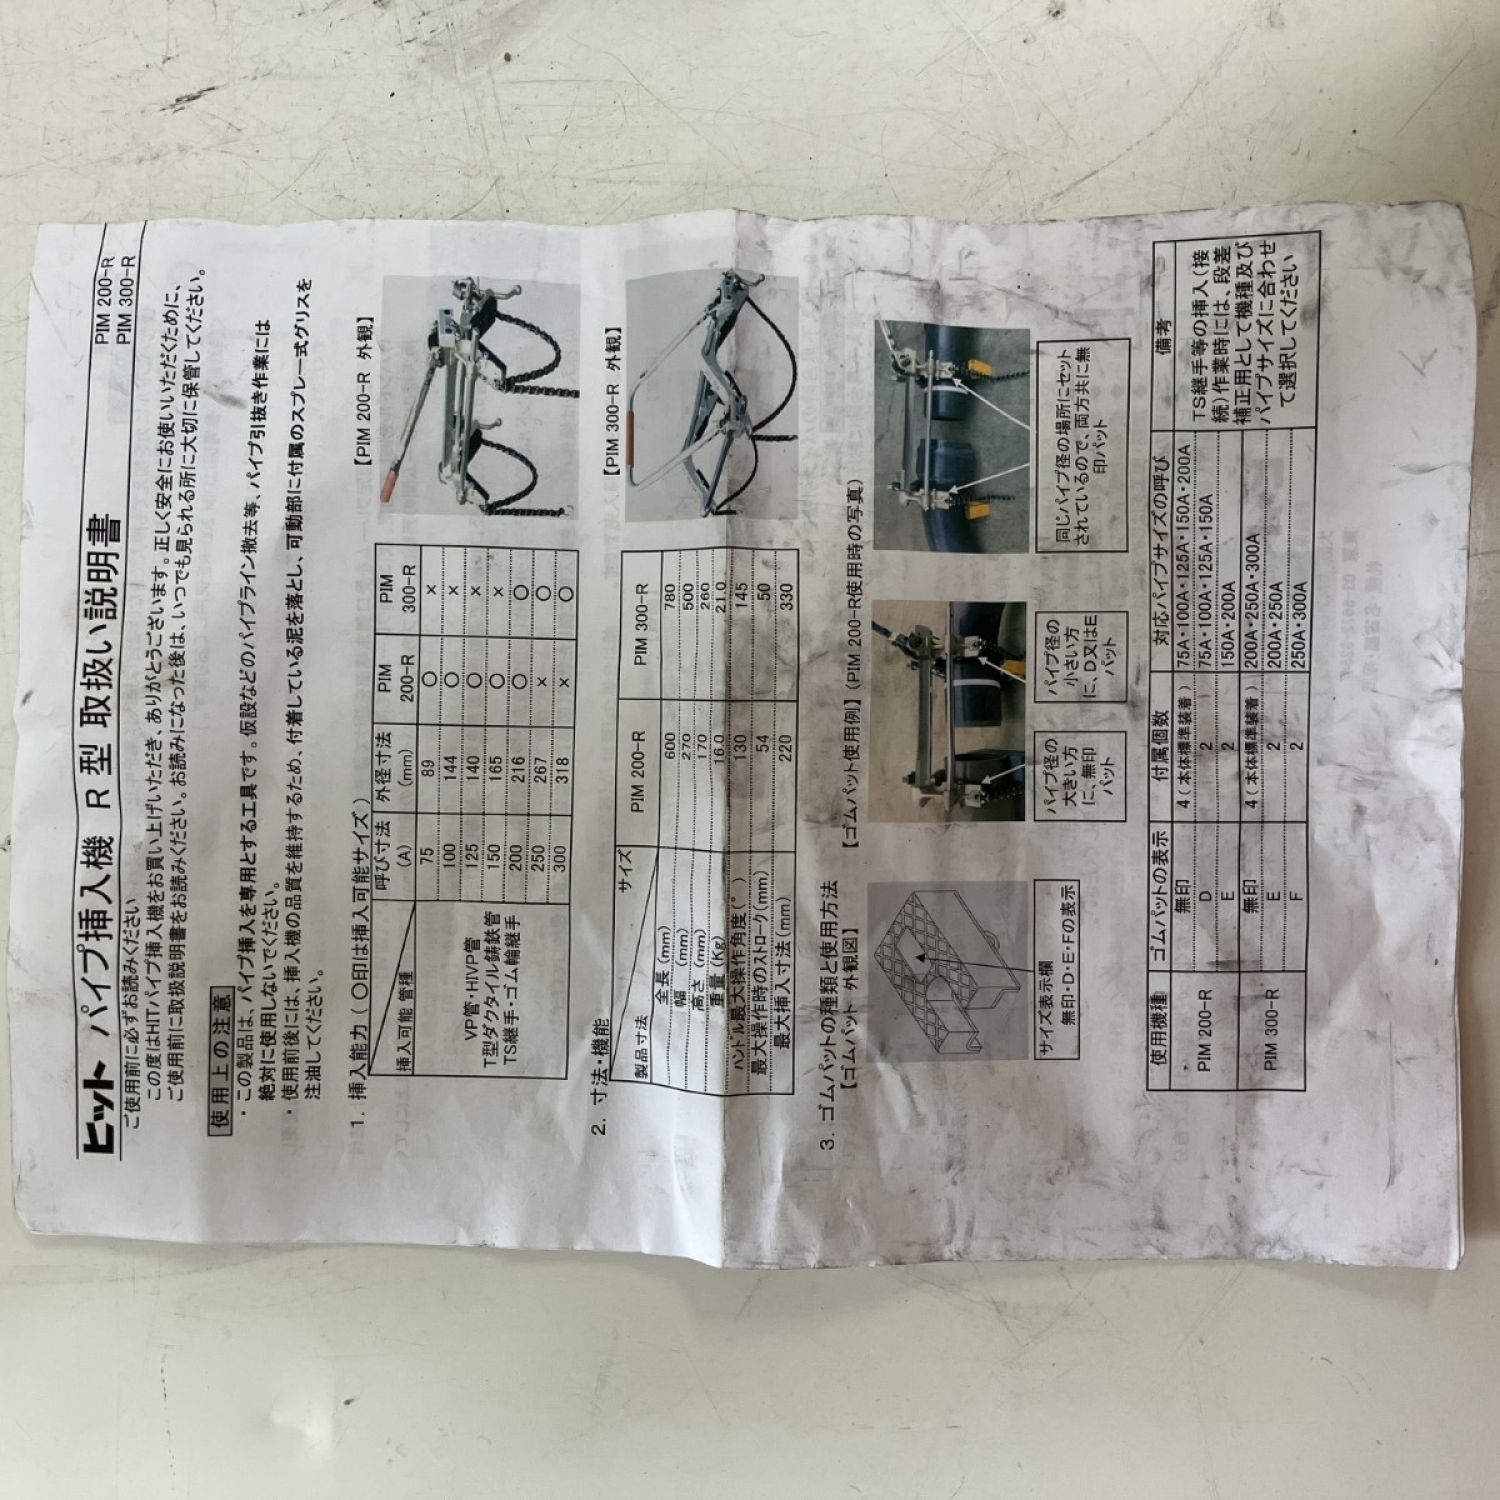 ヒット パイプ挿入機 R 型 取扱い説明書
PIM 200-R
PIM 300-R
ご使用前に必ずお読みください
この度はHITパイプ挿入機をお買い上げいただき、ありがとうございます。正しく安全にお使いいただくために、
ご使用前に取扱説明書をお読みください。お読みになった後は、いつでも見られる所に大切に保管してください。
使用上の注意
・この製品は、パイプ挿入を専用とする工具です。仮設などのパイプライン撤去等、パイプ引抜き作業には
絶対に使用しないでください。
・使用前後には、挿入機の品質を維持するため、付着している泥を落とし、可動部に付属のスプレー式グリスを
注油してください。
1. 挿入能力(○印は挿入可能サイズ)
挿入可能管種 呼び寸法(A) 外径寸法(mm) PIM 200-R PIM 300-R
VP管・HIVP管
T型ダクタイル鋳鉄管
TS継手・ゴム輪継手
75 89 ○ ×
100 144 ○ ×
125 140 ○ ×
150 165 ○ ×
200 216 ○ ○
250 267 × ○
300 318 × ○
【PIM 200-R 外観】
2. 寸法・機能
製品寸法 サイズ PIM 200-R PIM 300-R
全長(mm) 600 780
幅 (mm) 270 500
高さ(mm) 170 260
重量(Kg) 16.0 21.0
ハンドル最大操作角度(°) 130 145
最大操作時のストローク(mm) 54 50
最大挿入寸法(mm) 220 330
【PIM 300-R 外観】
3. ゴムパットの種類と使用方法
【ゴムパット 外観図】
【ゴムパット使用例】(PIM 200-R使用時の写真)
サイズ表示欄
無印・D・E・Fの表示
パイプ径の
大きい方
に、無印
パット
パイプ径の
小さい方
に、D又はE
パット
同じパイプ径の場所にセット
されているので、両方共に無
印パット
使用機種 ゴムパットの表示 付属個数 対応パイプサイズの呼び 備考
PIM 200-R
無印 4(本体標準装着) 75A・100A・125A・150A・200A
D 2 75A・100A・125A・150A
E 2 150A・200A
PIM 300-R
無印 4(本体標準装着) 200A・250A・300A
E 2 200A・250A
F 2 250A・300A
TS継手等の挿入(接
続)作業時には、段差
補正用として機種及び
パイプサイズに合わせ
て選択してください